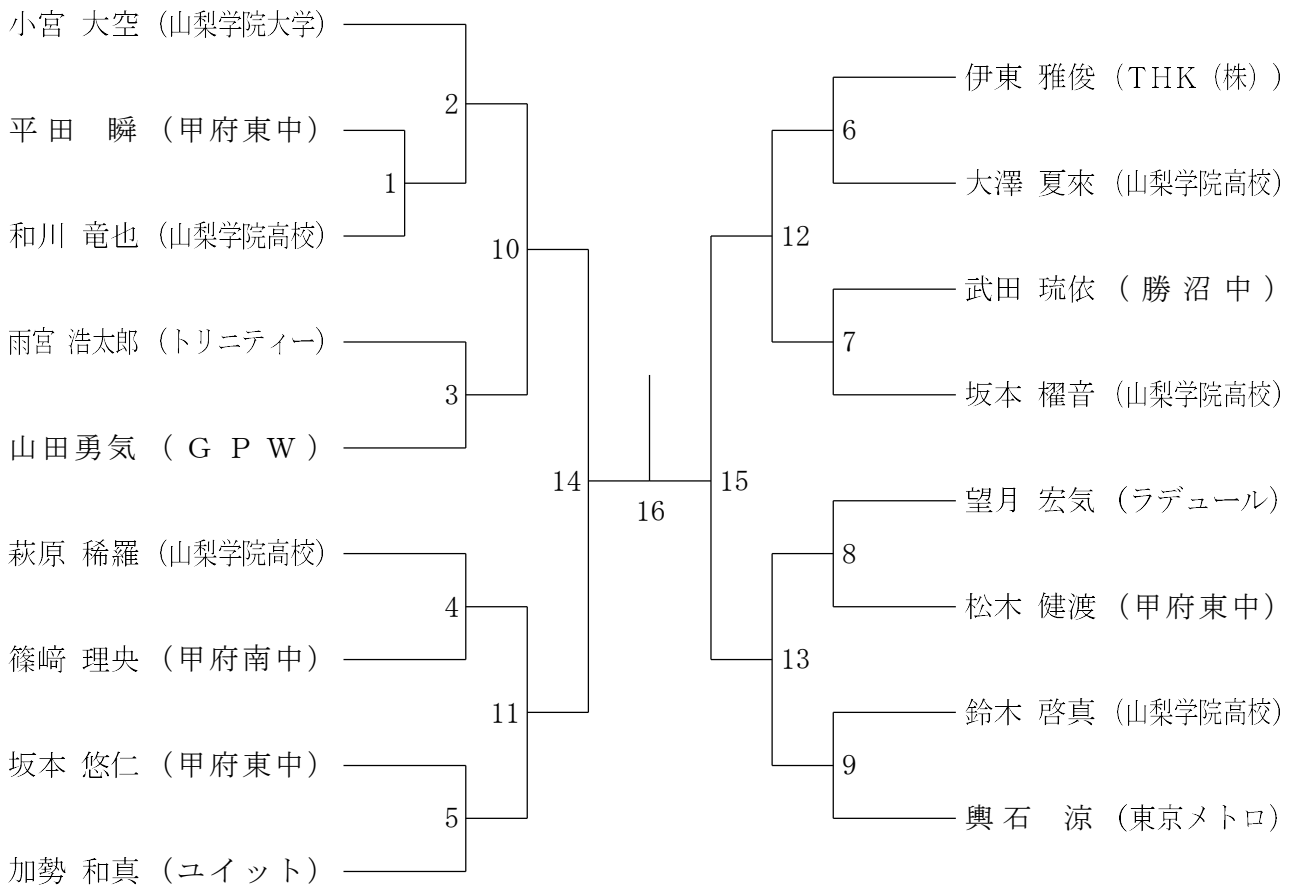 小宮 大空 (山梨学院大学)
2
平田 瞬 (甲府東中)
1
和川 竜也 (山梨学院高校)
10
雨宮 浩太郎 (トリニティー)
3
山田勇気 (GPW)
14
萩原 稀羅 (山梨学院高校)
4
篠﨑 理央 (甲府南中)
11
坂本 悠仁 (甲府東中)
5
加勢 和真 (ユイット)
16
伊東 雅俊 (THK(株))
6
大澤 夏來 (山梨学院高校)
12
武田 琉依 (勝沼中)
7
坂本 櫂音 (山梨学院高校)
15
望月 宏気 (ラデュール)
8
松木 健渡 (甲府東中)
13
鈴木 啓真 (山梨学院高校)
9
輿石 涼 (東京メトロ)